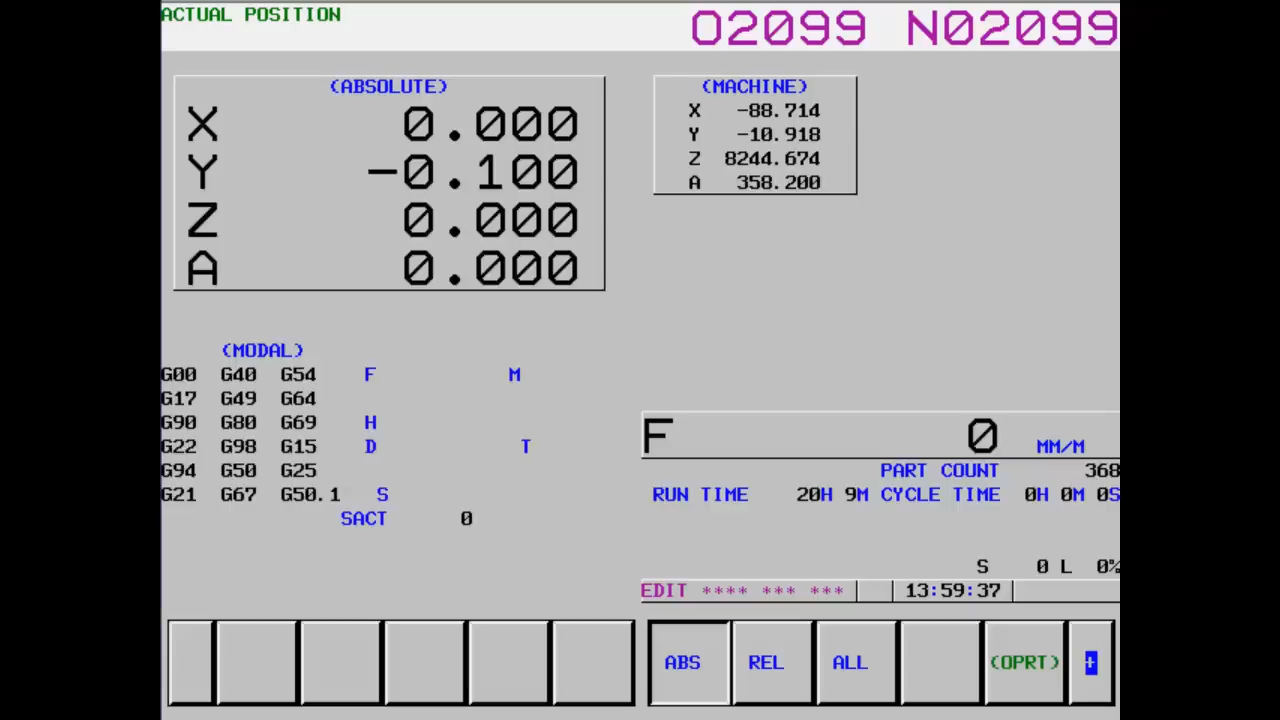 ACTUAL POSITION O2099 N02099
(ABSOLUTE)
X 0.000
Y -0.100
Z 0.000
A 0.000
(MACHINE)
X -88.714
Y -10.918
Z 8244.674
A 358.200
(MODAL)
G00 G40 G54 F M
G17 G49 G64
G90 G80 G69 H
G22 G98 G15 D T
G94 G50 G25
G21 G67 G50.1 S
SACT 0
F 0 MM/M
PART COUNT 368
RUN TIME 20H 9M CYCLE TIME 0H 0M 0S
S 0 L 0%
EDIT **** *** *** 13:59:37
ABS REL ALL (OPRT) +